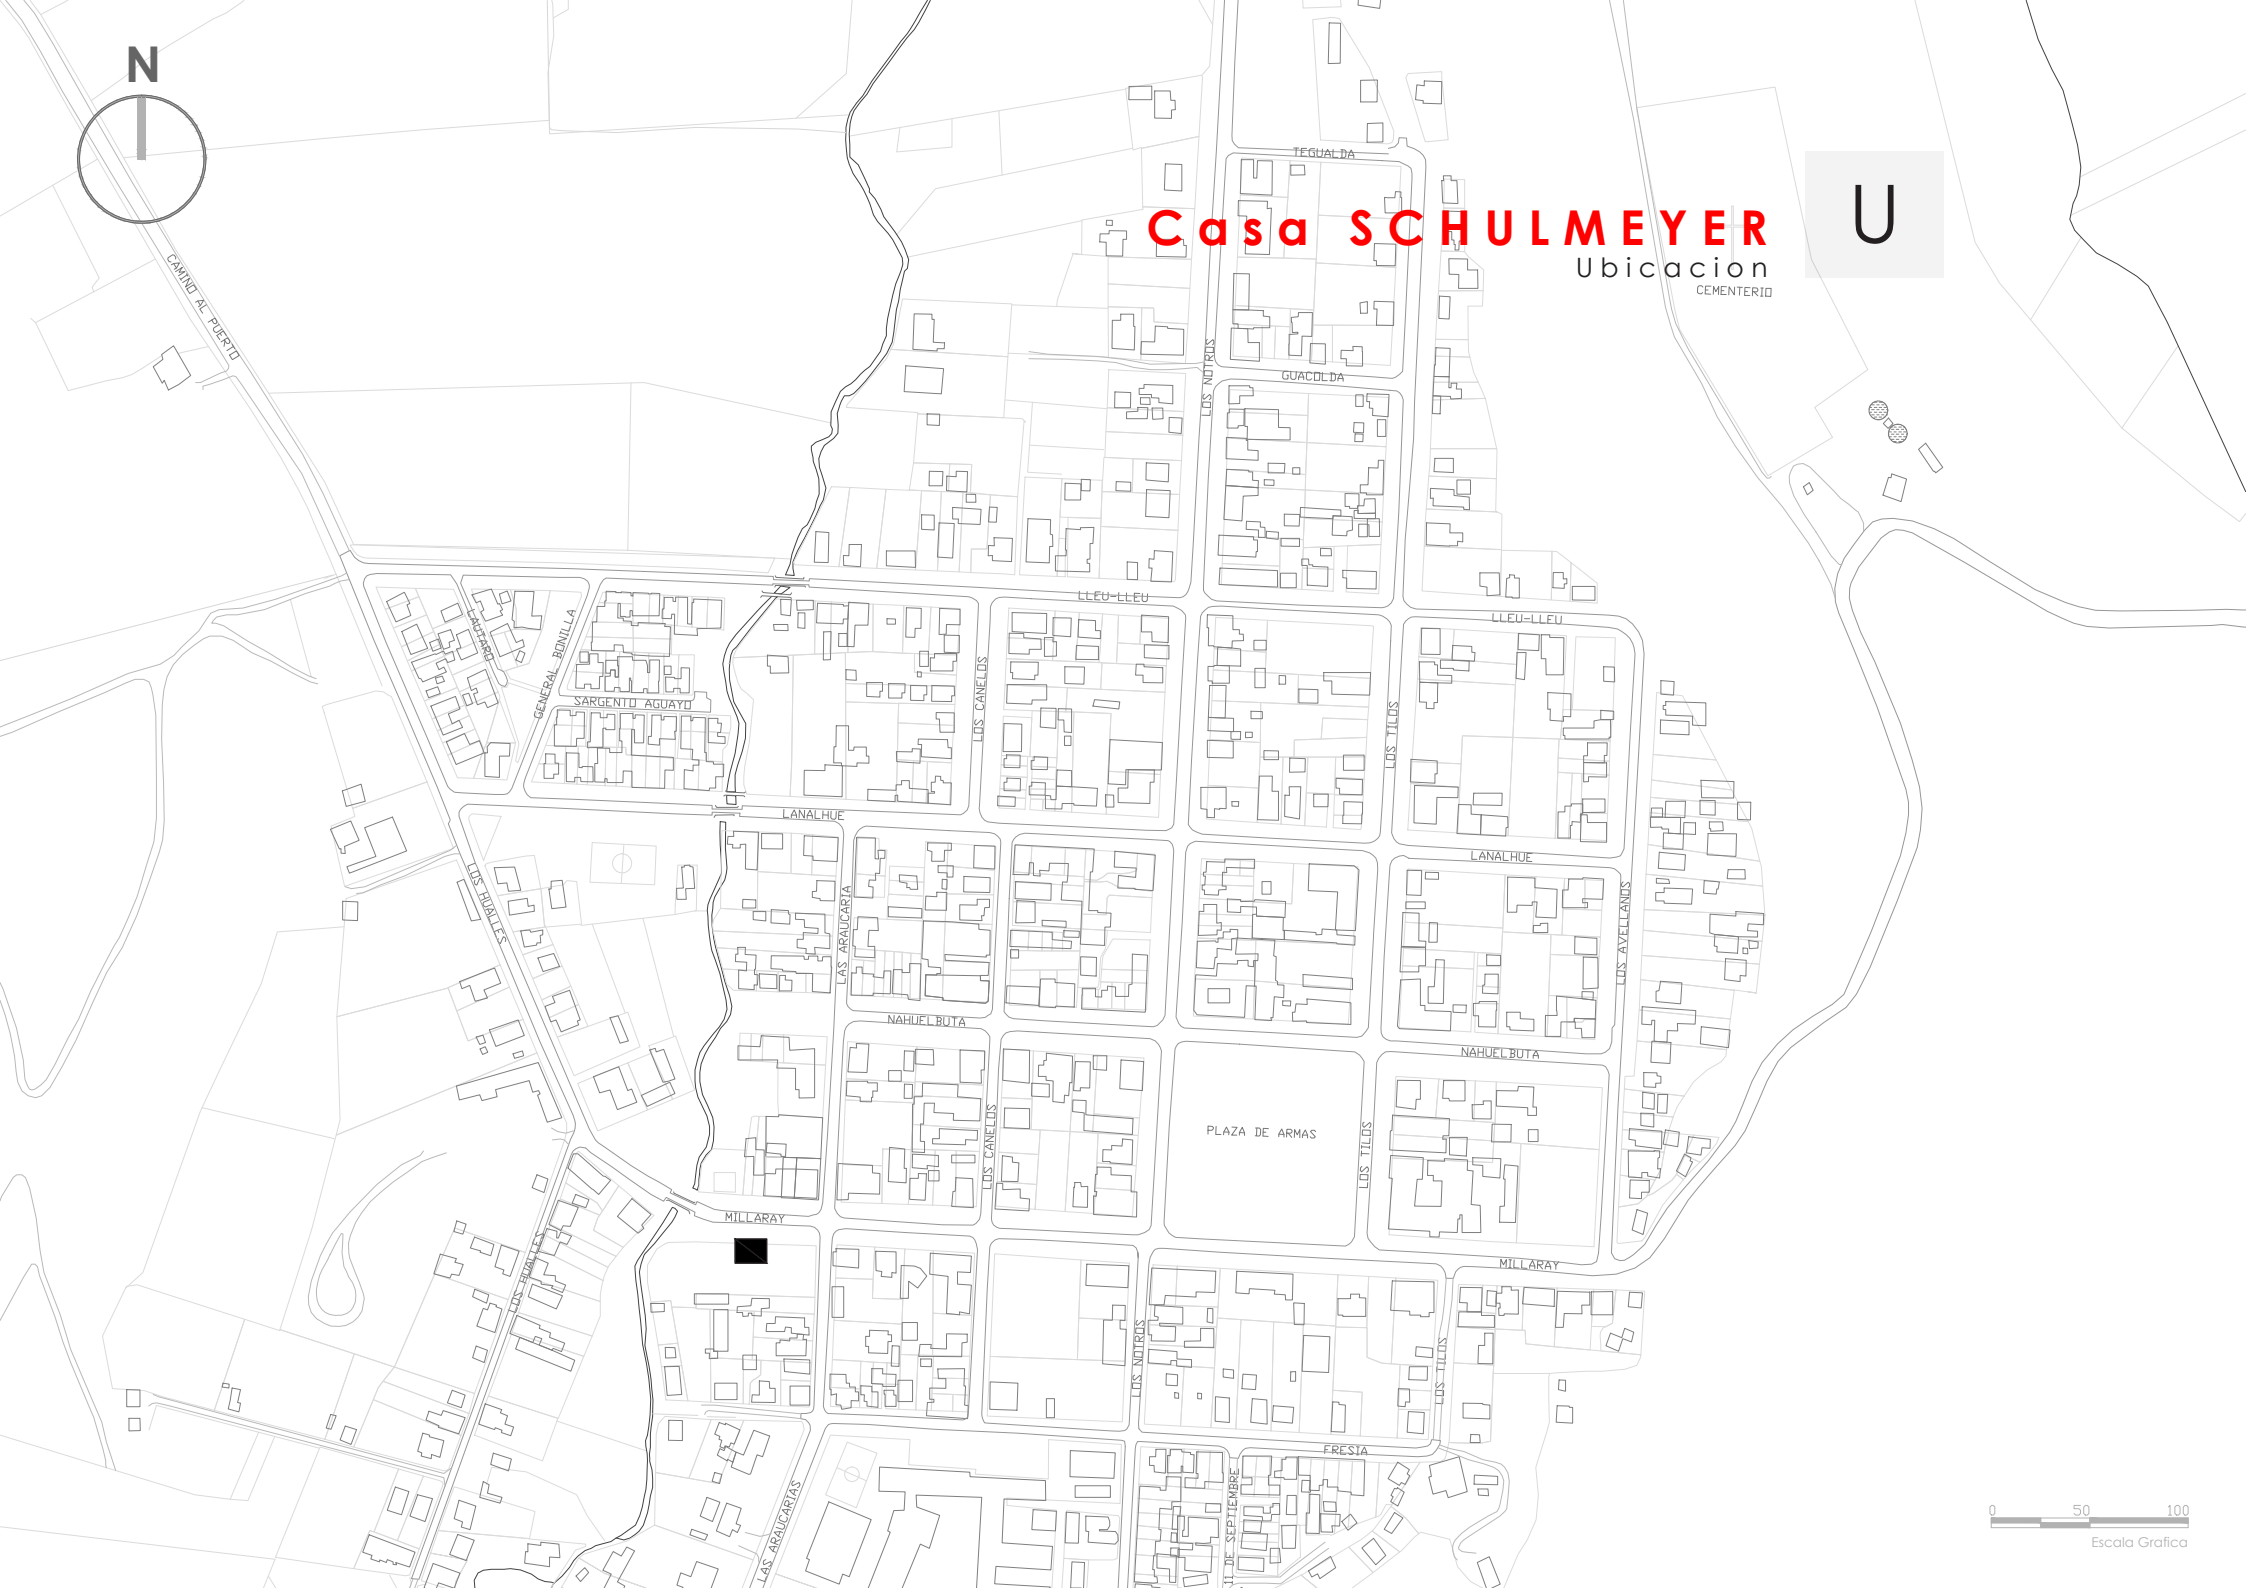 N
TEGUALDA
Casa SCHULMEYER
U
Ubicacion
CEMENTERIO
CAMINO AL PUERTO
LOS NOTROS
GUACOLDA
LLEU-LLEU
LLEU-LLEU
LAUTARO
GENERAL BONILLA
SARGENTO AGUAYO
LOS CANELOS
LOS TILOS
LANALHUE
LANALHUE
LOS HUALLES
LAS ARAUCARIA
LOS AVELLANOS
NAHUELBUTA
NAHUELBUTA
PLAZA DE ARMAS
LOS CANELOS
LOS TILOS
MILLARAY
MILLARAY
LOS HUALLES
LOS NOTROS
LOS TILOS
FRESIA
LAS ARAUCARIAS
DE SEPTIEMBRE
0 50 100
Escala Grafica